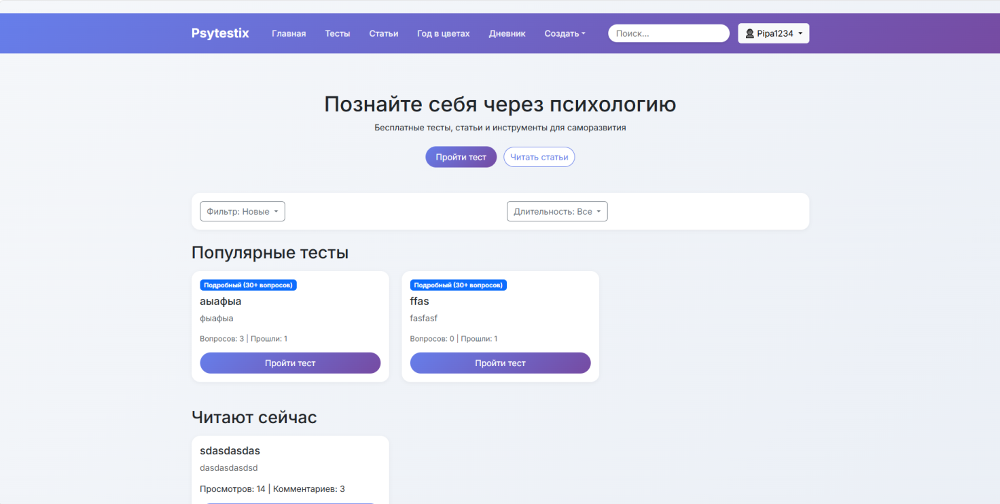 Psytestix Главная Тесты Статьи Год в цветах Дневник Создать Поиск... Pipa1234
Познайте себя через психологию
Бесплатные тесты, статьи и инструменты для саморазвития
Пройти тест Читать статьи
Фильтр: Новые Длительность: Все
Популярные тесты
Подробный (30+ вопросов)
аыафыа
фыафыа
Вопросов: 3 | Прошли: 1
Пройти тест
Подробный (30+ вопросов)
ffas
fasfasf
Вопросов: 0 | Прошли: 1
Пройти тест
Читают сейчас
sdasdasdas
dasdasdasdsd
Просмотров: 14 | Комментариев: 3